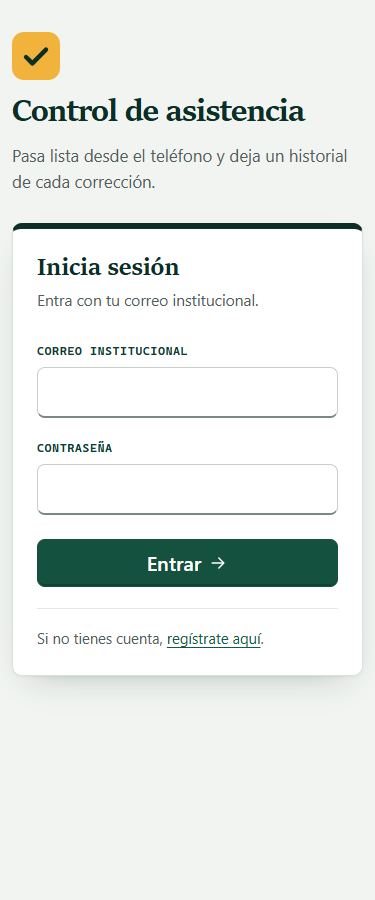 Control de asistencia
Pasa lista desde el teléfono y deja un historial
de cada corrección.
Inicia sesión
Entra con tu correo institucional.
CORREO INSTITUCIONAL
CONTRASEÑA
Entrar →
Si no tienes cuenta, regístrate aquí.